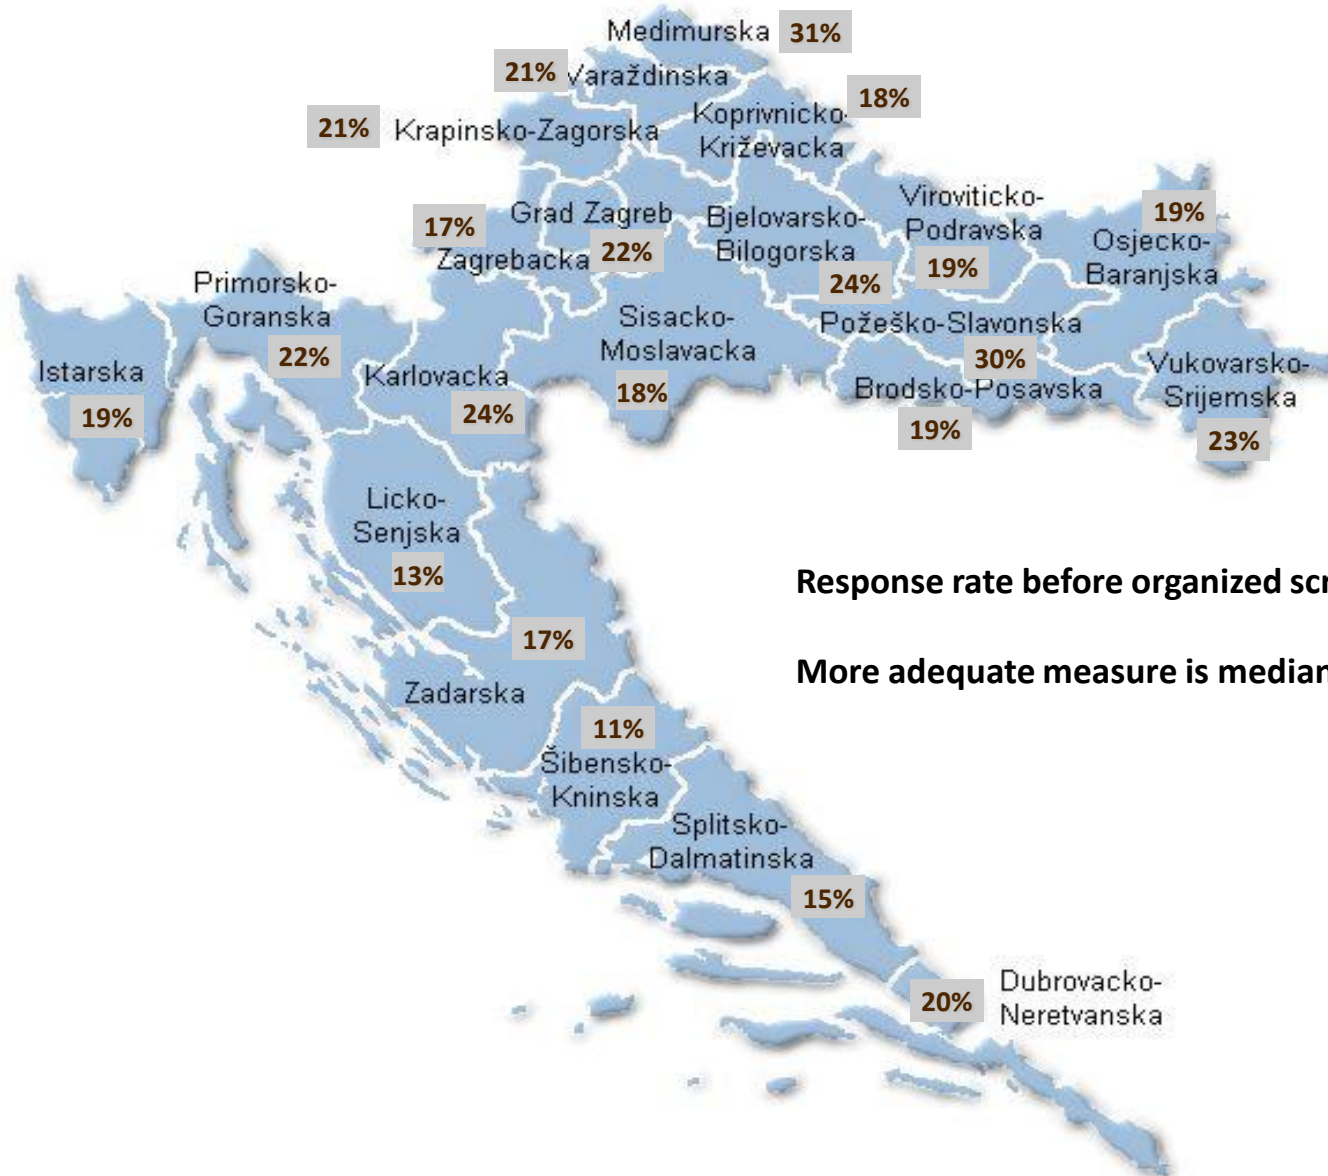 Medimurska 31%
21% Varaždinska
18%
Koprivnicko-
Križevacka
21% Krapinsko-Zagorska
Viroviticko-
Podravska
19%
19%
Osjecko-
Baranjska
Grad Zagreb
22%
17%
Zagrebacka
Bjelovarsko-
Bilogorska
24%
Primorsko-
Goranska
22%
Sisacko-
Moslavacka
18%
Požeško-Slavonska
30%
Istarska
19%
Karlovacka
24%
Brodsko-Posavska
19%
Vukovarsko-
Srijemska
23%
Licko-
Senjska
13%
Response rate before organized
17%
Zadarska
More adequate measure is median
11%
Šibensko-
Kninska
Splitsko-
Dalmatinska
15%
20%
Dubrovacko-
Neretvanska